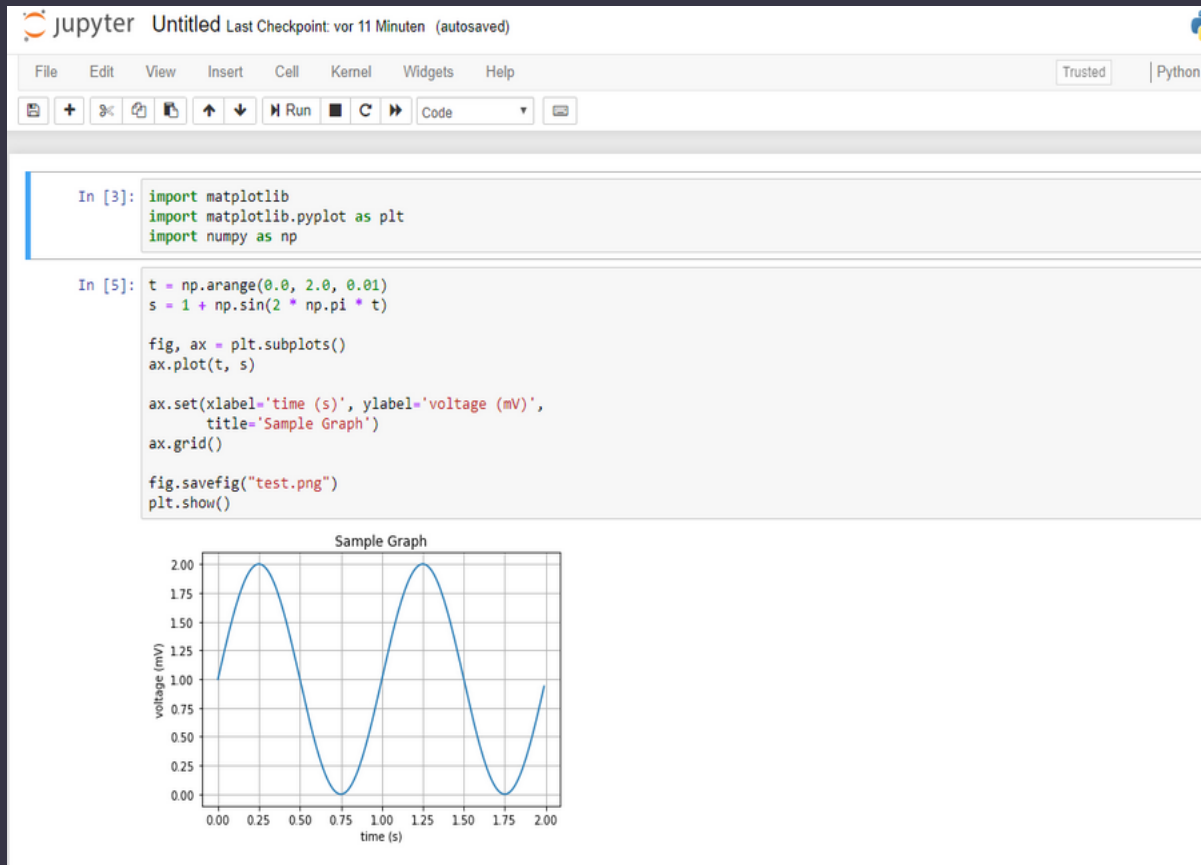 jupyter Untitled Last Checkpoint: vor 11 Minuten (autosaved)
File Edit View Insert Cell Kernel Widgets Help Trusted Python
Run Code
In [3]: import matplotlib
import matplotlib.pyplot as plt
import numpy as np
In [5]: t = np.arange(0.0, 2.0, 0.01)
s = 1 + np.sin(2 * np.pi * t)
fig, ax = plt.subplots()
ax.plot(t, s)
ax.set(xlabel='time (s)', ylabel='voltage (mV)',
title='Sample Graph')
ax.grid()
fig.savefig("test.png")
plt.show()
Sample Graph
voltage (mV)
2.00
1.75
1.50
1.25
1.00
0.75
0.50
0.25
0.00
0.00 0.25 0.50 0.75 1.00 1.25 1.50 1.75 2.00
time (s)